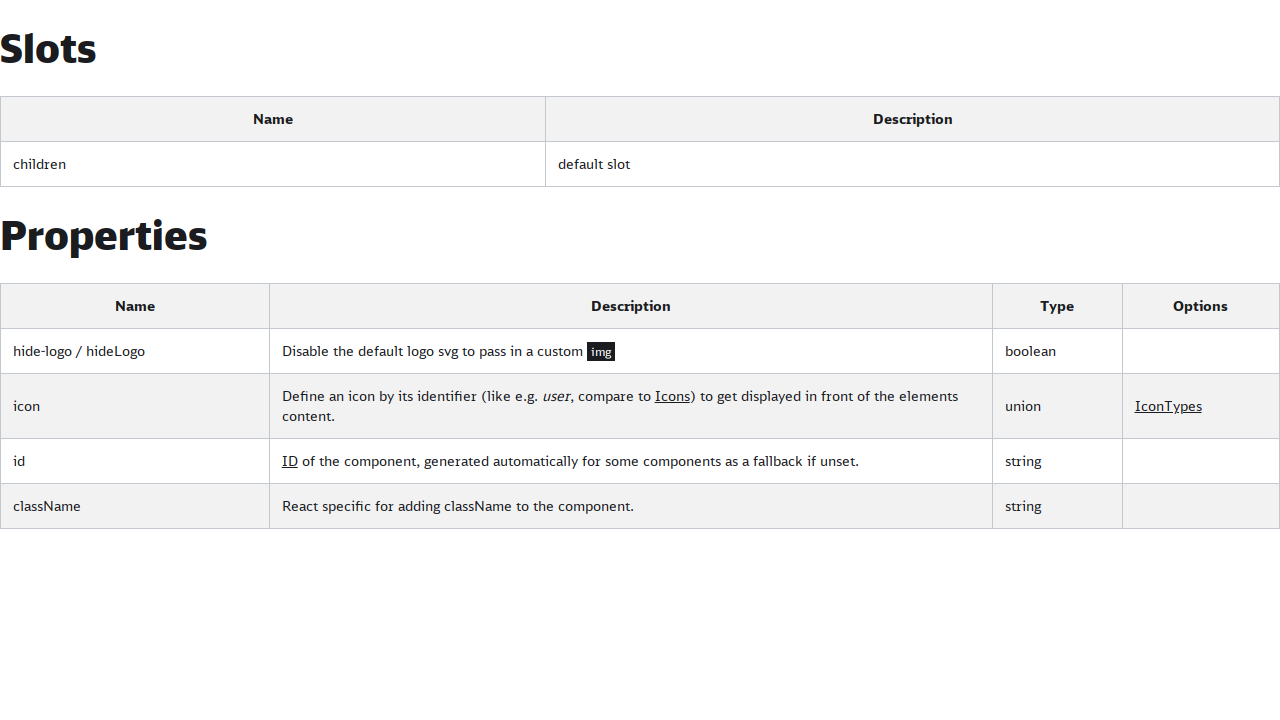 Slots
Name Description
children default slot
Properties
Name Description Type Options
hide-logo / hideLogo Disable the default logo svg to pass in a custom img boolean
icon Define an icon by its identifier (like e.g. user, compare to Icons) to get displayed in front of the elements content. union IconTypes
id ID of the component, generated automatically for some components as a fallback if unset. string
className React specific for adding className to the component. string